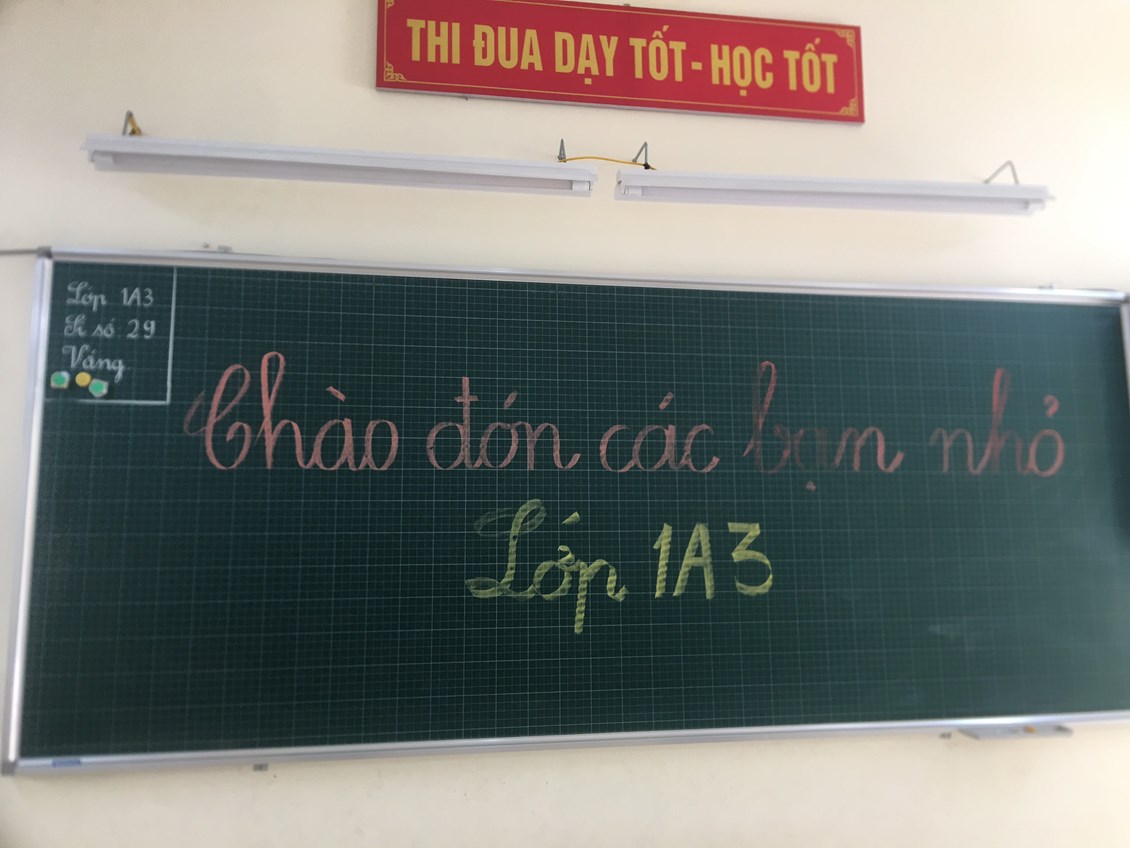 THI ĐUA DẠY TỐT - HỌC TỐT
Lớp 1A3
Sĩ số 29
Vắng
Chào đón các bạn nhỏ
Lớp 1A3